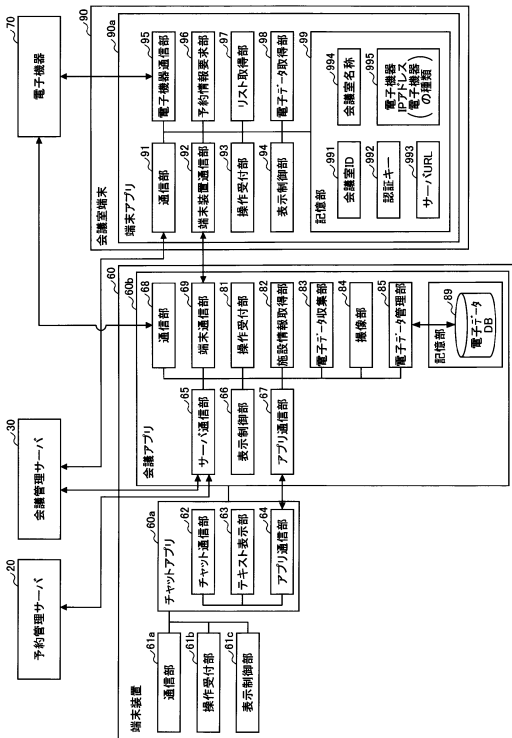 予約管理サーバ
20
会議管理サーバ
30
電子機器
70
端末装置
60
通信部
61a
操作受付部
61b
表示制御部
61c
チャットアプリ
60a
チャット通信部
62
テキスト表示部
63
アプリ通信部
64
会議アプリ
60b
サーバ通信部
65
表示制御部
66
アプリ通信部
67
通信部
68
端末通信部
69
操作受付部
81
施設情報取得部
82
電子データ収集部
83
撮像部
84
電子データ管理部
85
記憶部
電子データ
DB
89
会議室端末
90
端末アプリ
90a
通信部
91
端末装置通信部
92
操作受付部
93
表示制御部
94
電子機器通信部
95
予約情報要求部
96
リスト取得部
97
電子データ取得部
98
記憶部
99
会議室ID
991
認証キー
992
サーバURL
993
会議室名称
994
電子機器
IPアドレス
(電子機器
の種類)
995